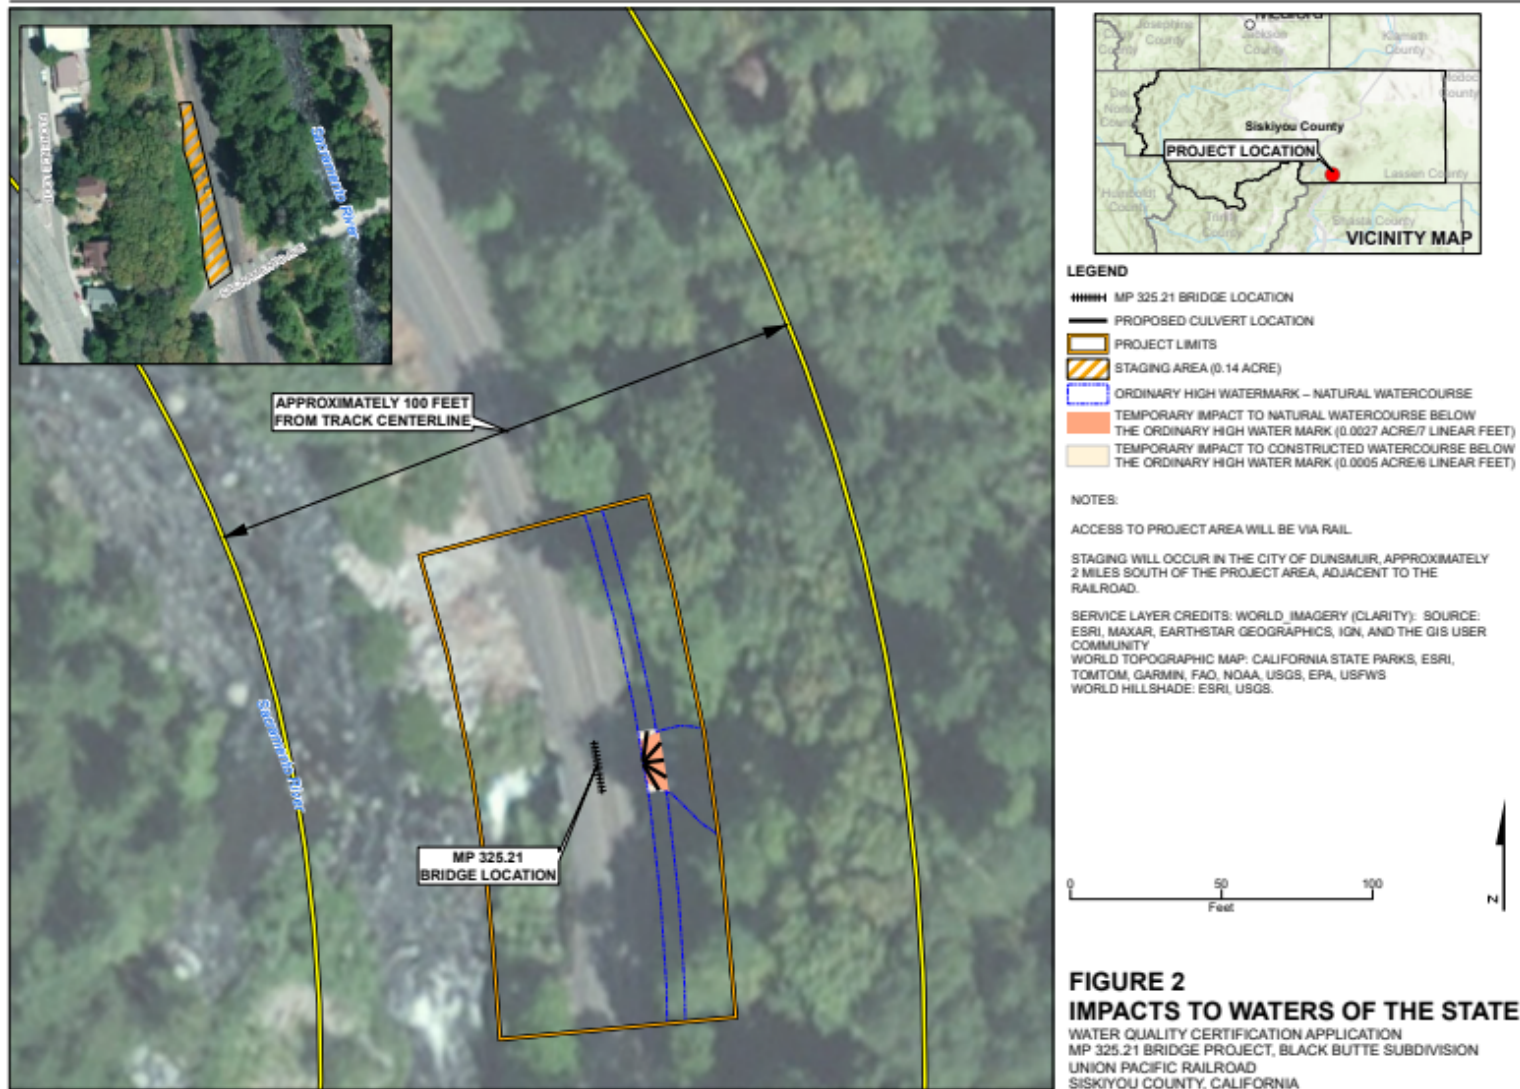 Sacramento River
APPROXIMATELY 100 FEET
FROM TRACK CENTERLINE
Sacramento River
MP 325.21
BRIDGE LOCATION
Medford
Josephine
County
Jackson
County
Klamath
County
Del
Norte
County
Modoc
County
Siskiyou County
PROJECT LOCATION
Lassen County
Humboldt
County
Trinity
County
Shasta County
VICINITY MAP
LEGEND
MP 325.21 BRIDGE LOCATION
PROPOSED CULVERT LOCATION
PROJECT LIMITS
STAGING AREA (0.14 ACRE)
ORDINARY HIGH WATERMARK – NATURAL WATERCOURSE
TEMPORARY IMPACT TO NATURAL WATERCOURSE BELOW
THE ORDINARY HIGH WATER MARK (0.0027 ACRE/7 LINEAR FEET)
TEMPORARY IMPACT TO CONSTRUCTED WATERCOURSE BELOW
THE ORDINARY HIGH WATER MARK (0.0005 ACRE/6 LINEAR FEET)
NOTES:
ACCESS TO PROJECT AREA WILL BE VIA RAIL.
STAGING WILL OCCUR IN THE CITY OF DUNSMUIR, APPROXIMATELY
2 MILES SOUTH OF THE PROJECT AREA, ADJACENT TO THE
RAILROAD.
SERVICE LAYER CREDITS: WORLD_IMAGERY (CLARITY): SOURCE:
ESRI, MAXAR, EARTHSTAR GEOGRAPHICS, IGN, AND THE GIS USER
COMMUNITY
WORLD TOPOGRAPHIC MAP: CALIFORNIA STATE PARKS, ESRI,
TOMTOM, GARMIN, FAO, NOAA, USGS, EPA, USFWS
WORLD HILLSHADE: ESRI, USGS.
0 50 100
Feet
N
FIGURE 2
IMPACTS TO WATERS OF THE STATE
WATER QUALITY CERTIFICATION APPLICATION
MP 325.21 BRIDGE PROJECT, BLACK BUTTE SUBDIVISION
UNION PACIFIC RAILROAD
SISKIYOU COUNTY, CALIFORNIA